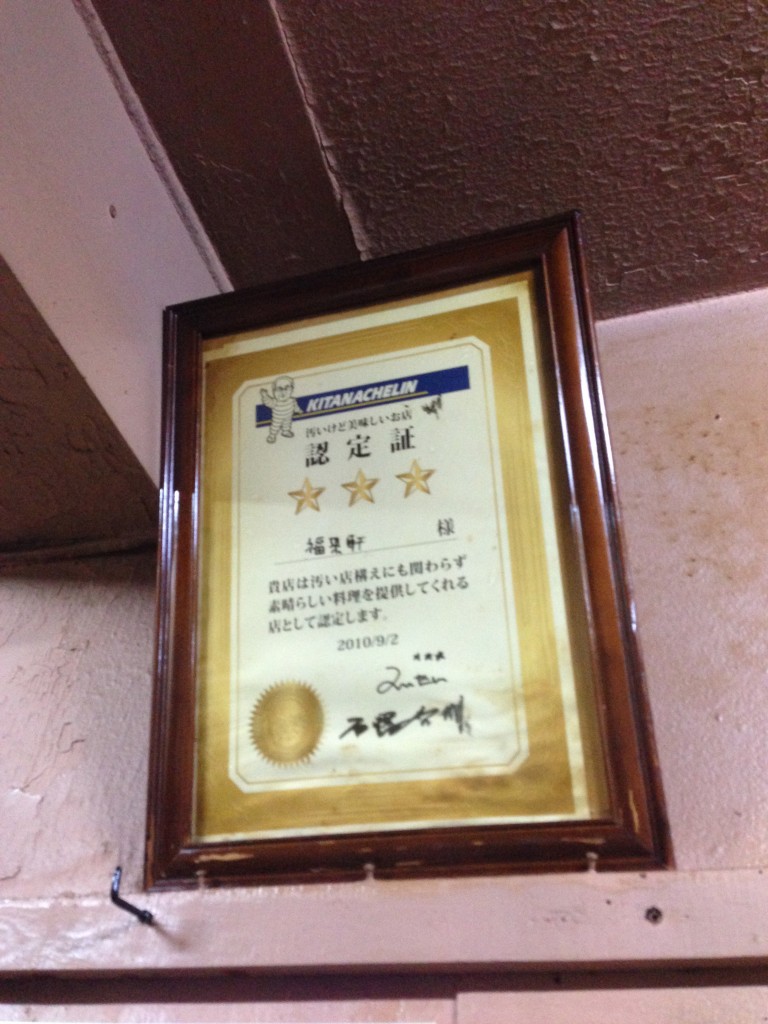 KITANACHELIN
汚いけど美味しいお店
認定証
福楽軒 様
貴店は汚い店構えにも関わらず
素晴らしい料理を提供してくれる
店として認定します。
2010/9/2